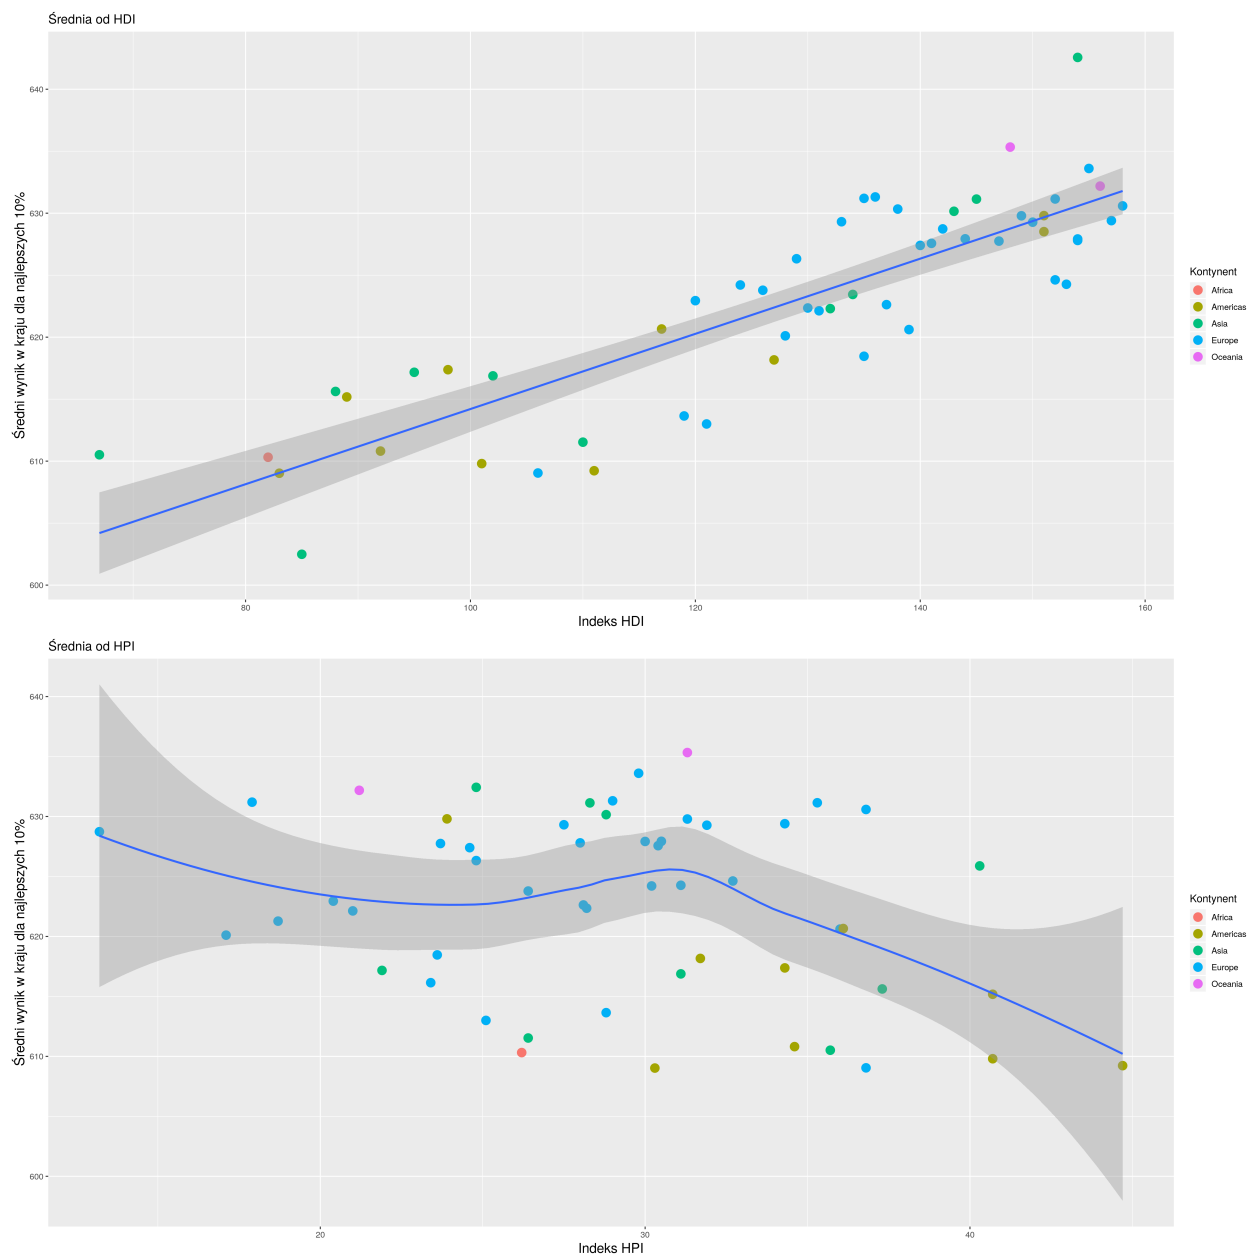 Średnia od HDI
Średni wynik w kraju dla najlepszych 10%
640
630
620
610
600
80
100
120
140
160
Indeks HDI
Kontynent
Africa
Americas
Asia
Europe
Oceania
Średnia od HPI
Średni wynik w kraju dla najlepszych 10%
640
630
620
610
600
20
30
40
Indeks HPI
Kontynent
Africa
Americas
Asia
Europe
Oceania